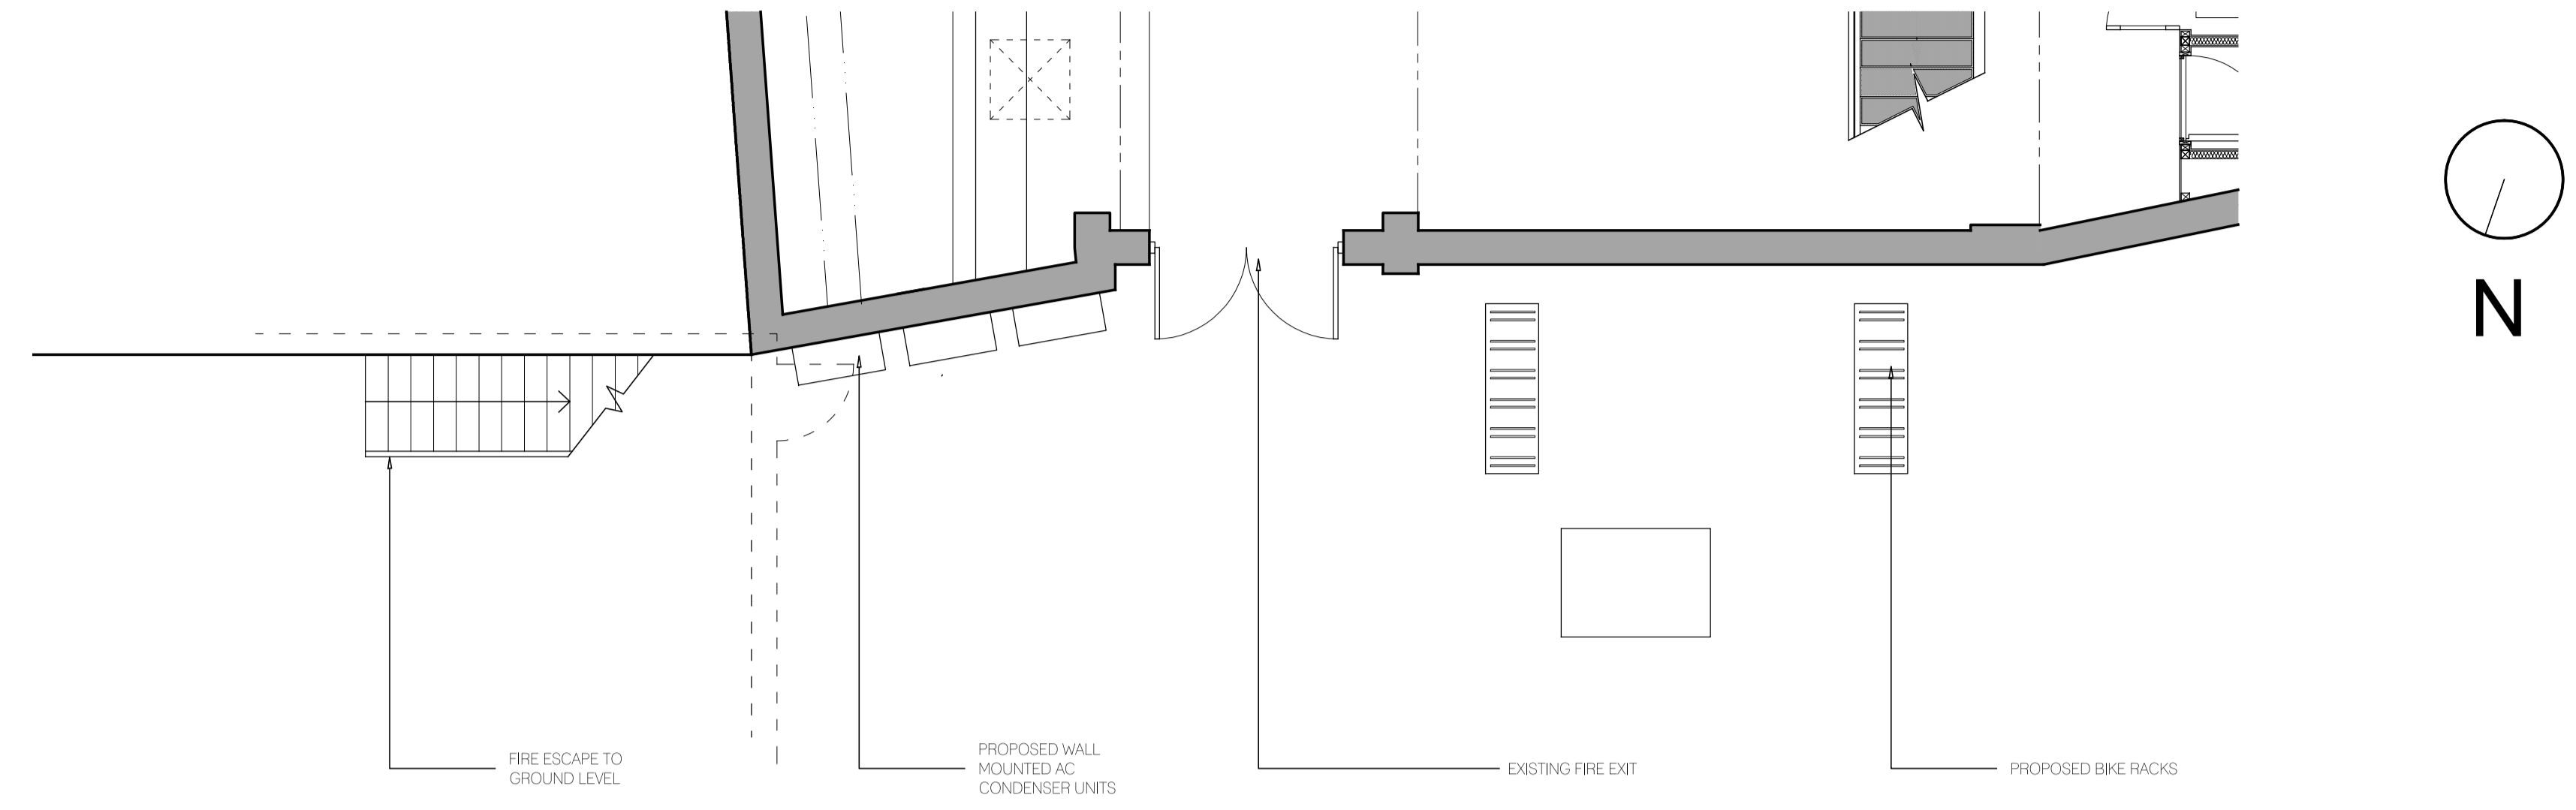 N
FIRE ESCAPE TO
GROUND LEVEL
PROPOSED WALL
MOUNTED AC
CONDENSER UNITS
EXISTING FIRE EXIT
PROPOSED BIKE RACKS